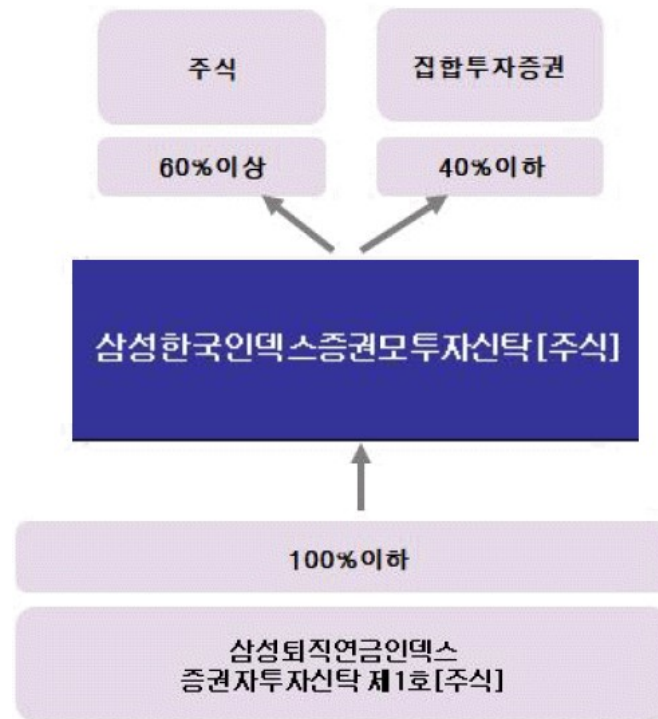 주식
집합투자증권
60%이상
40%이하
삼성한국인덱스증권모투자신탁[주식]
100%이하
삼성퇴직연금인덱스
증권자투자신탁 제1호[주식]